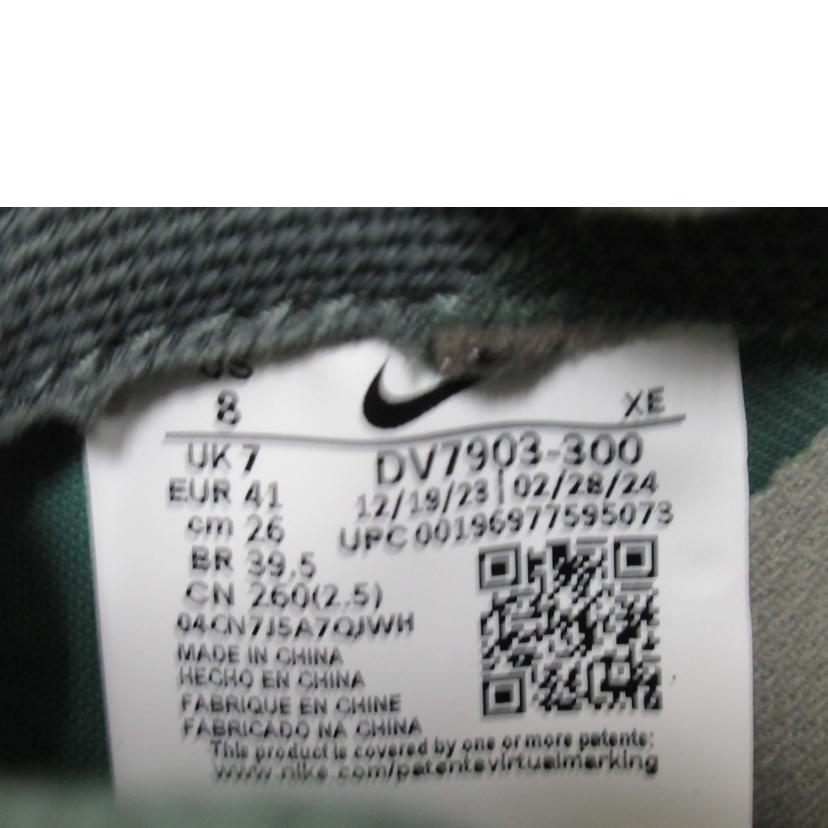 US
8
XE
UK 7
DV7903-300
EUR 41
12/19/23 | 02/28/24
cm 26
UPC 00196977595073
BR 39.5
CN 260(2.5)
04CN7J5A7QJWH
MADE IN CHINA
HECHO EN CHINA
FABRIQUE EN CHINE
FABRICADO NA CHINA
This product is covered by one or more patents:
www.nike.com/patentsvirtualmarking